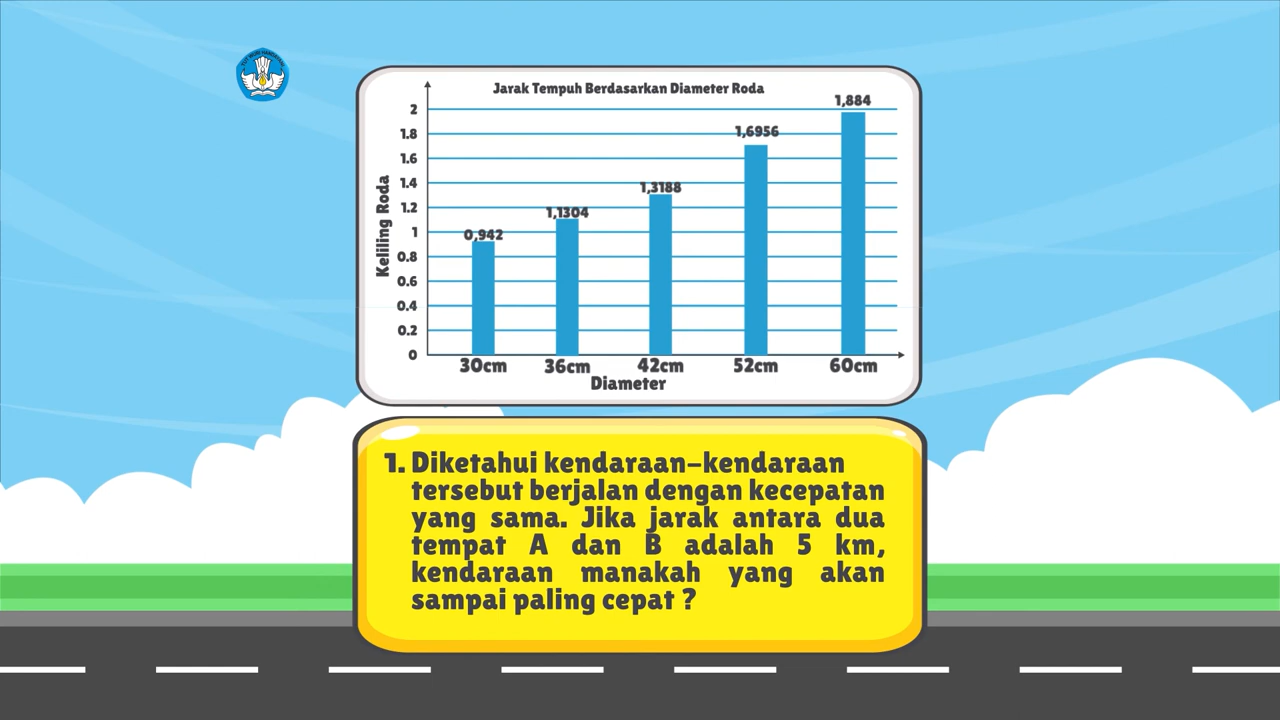 TUT WURI HANDAYANI
Jarak Tempuh Berdasarkan Diameter Roda
Keliling Roda
2
1.8
1.6
1.4
1.2
1
0.8
0.6
0.4
0.2
0
0,942
1,1304
1,3188
1,6956
1,884
30cm 36cm 42cm 52cm 60cm
Diameter
1. Diketahui kendaraan-kendaraan
tersebut berjalan dengan kecepatan
yang sama. Jika jarak antara dua
tempat A dan B adalah 5 km,
kendaraan manakah yang akan
sampai paling cepat ?